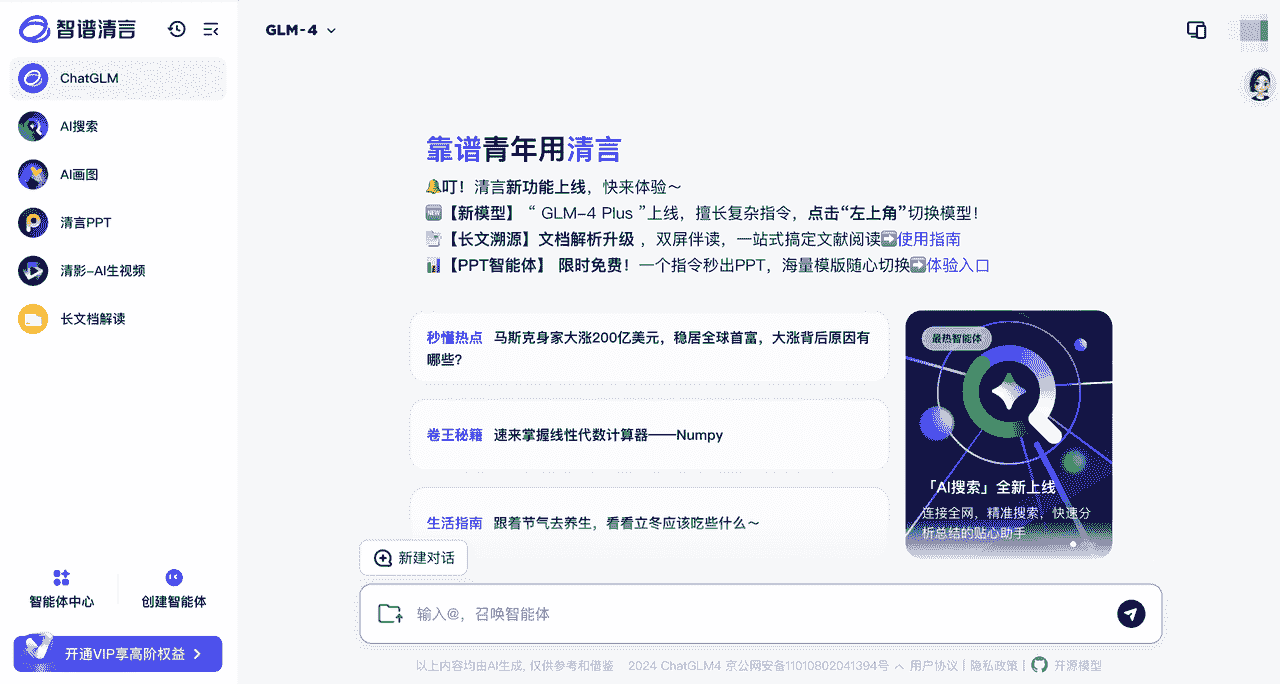 智谱清言
ChatGLM
AI搜索
AI画图
清言PPT
清影-AI生视频
长文档解读
智能体中心
创建智能体
开通VIP享高阶权益
GLM-4
靠谱青年用清言
叮！清言新功能上线，快来体验～
NEW【新模型】“ GLM-4 Plus ”上线，擅长复杂指令，点击“左上角”切换模型！
【长文溯源】文档解析升级 ，双屏伴读，一站式搞定文献阅读➡使用指南
【PPT智能体】 限时免费！一个指令秒出PPT，海量模版随心切换➡体验入口
秒懂热点 马斯克身家大涨200亿美元，稳居全球首富，大涨背后原因有
哪些？
卷王秘籍 速来掌握线性代数计算器——Numpy
生活指南 跟着节气去养生，看看立冬应该吃些什么～
最热智能体
「AI搜索」全新上线
连接全网，精准搜索，快速分
析总结的贴心助手
新建对话
输入@，召唤智能体
以上内容均由AI生成, 仅供参考和借鉴 2024 ChatGLM4 京公网安备11010802041394号 用户协议 | 隐私政策 | 开源模型